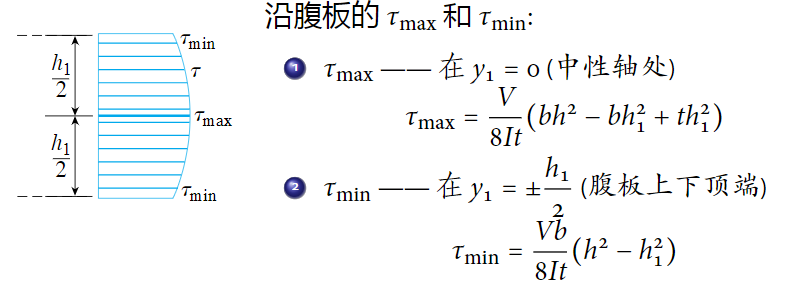 沿腹板的 τmax 和 τmin:
1 τmax —— 在 y₁ = 0 (中性轴处)
τmax = V/8It (bh² − bh₁² + th₁²)
2 τmin —— 在 y₁ = ±h₁/2 (腹板上下顶端)
τmin = Vb/8It (h² − h₁²)
τmin
h₁/2
τ
τmax
h₁/2
τmin